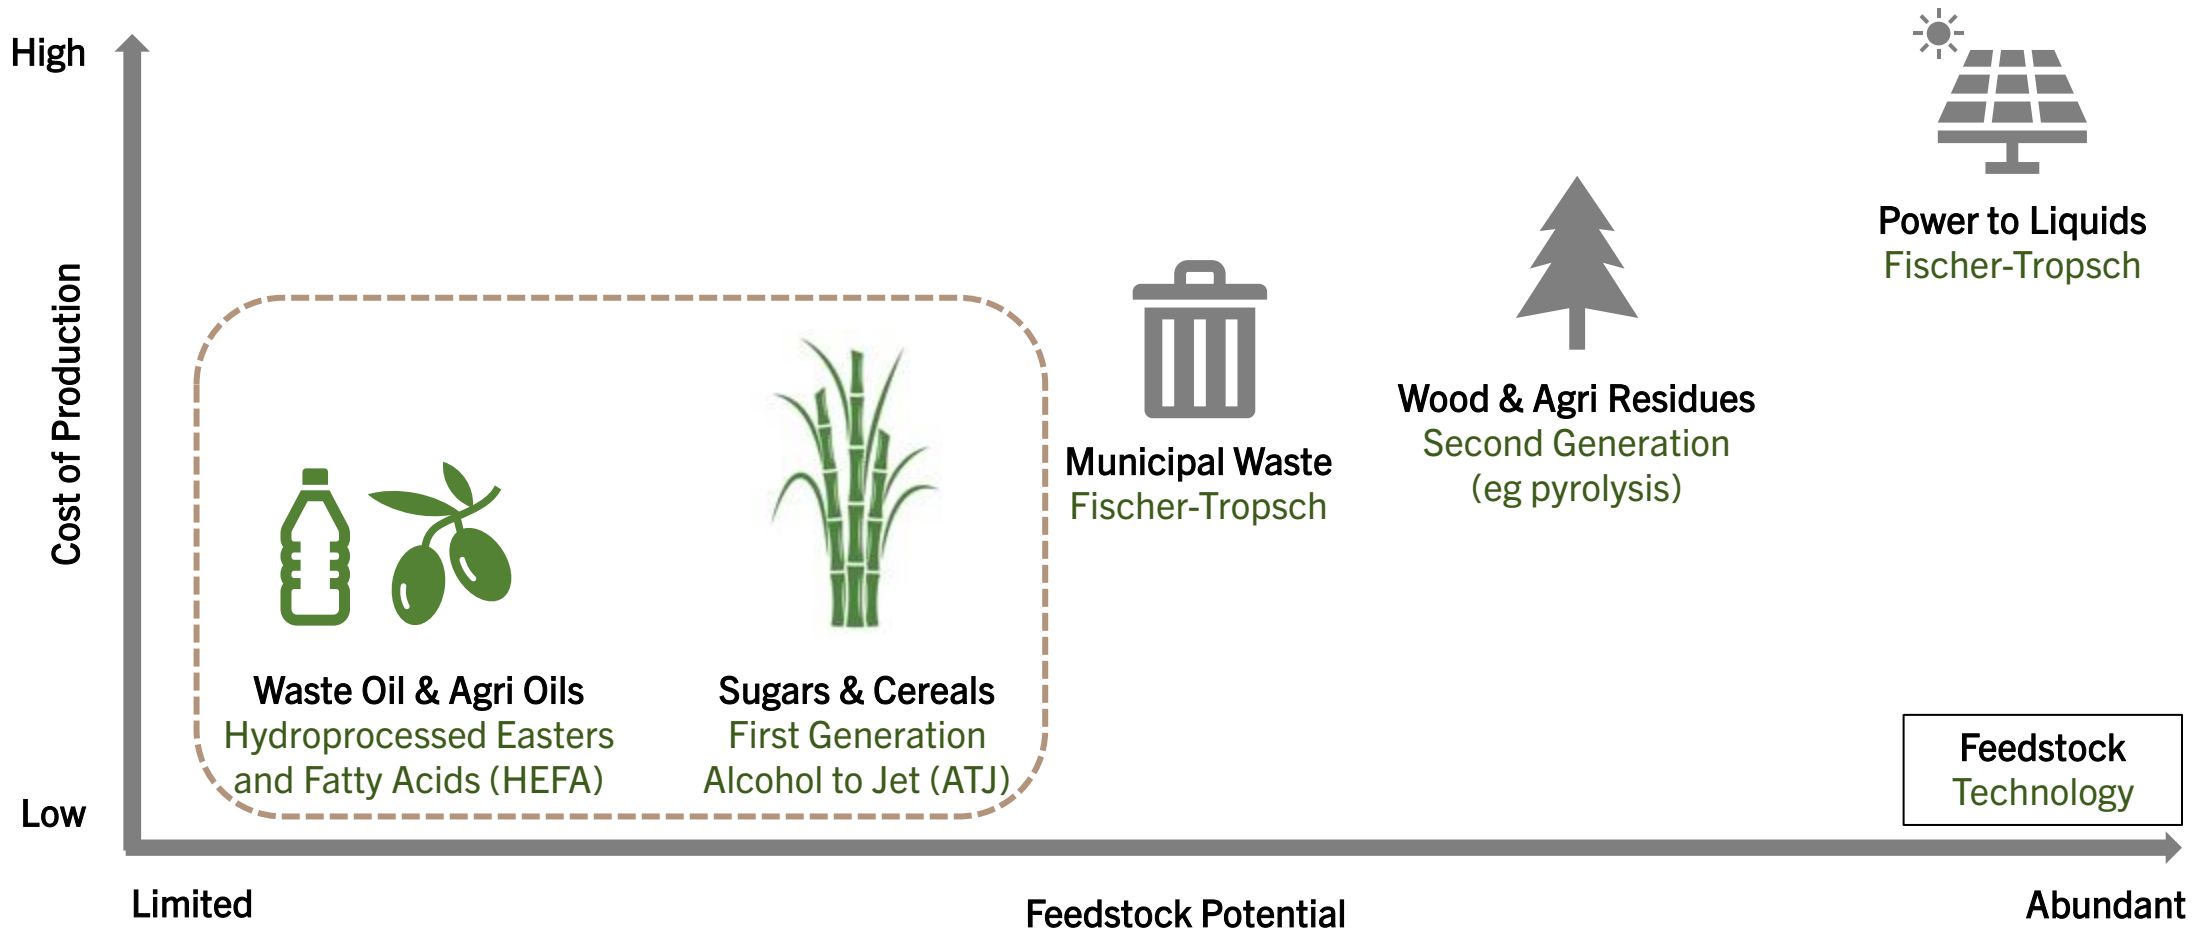 High
Cost of Production
Low
Limited
Feedstock Potential
Abundant
Waste Oil & Agri Oils
Hydroprocessed Easters
and Fatty Acids (HEFA)
Sugars & Cereals
First Generation
Alcohol to Jet (ATJ)
Municipal Waste
Fischer-Tropsch
Wood & Agri Residues
Second Generation
(eg pyrolysis)
Power to Liquids
Fischer-Tropsch
Feedstock
Technology